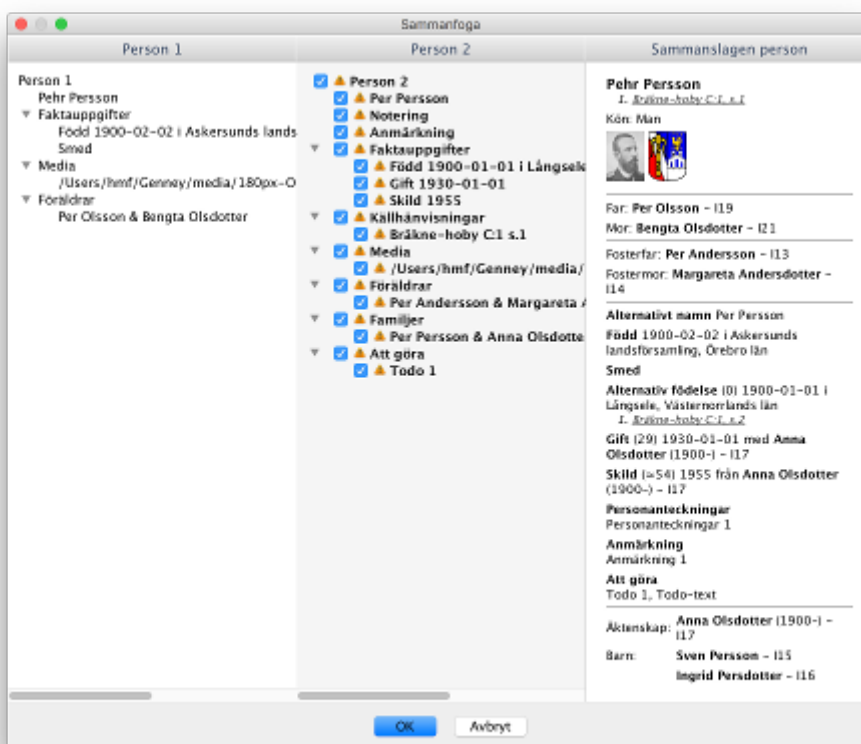 Sammanfoga
Person 1
Person 2
Sammanslagen person
Person 1
Pehr Persson
Faktauppgifter
Född 1900-02-02 i Askersunds lands
Smed
Media
/Users/hmf/Genney/media/180px-O
Föräldrar
Per Olsson & Bengta Olsdotter
Person 2
Per Persson
Notering
Anmärkning
Faktauppgifter
Född 1900-01-01 i Långsele
Gift 1930-01-01
Skild 1955
Källhänvisningar
Bräkne-hoby C:1 s.1
Media
/Users/hmf/Genney/media/
Föräldrar
Per Andersson & Margareta A
Familjer
Per Persson & Anna Olsdotte
Att göra
Todo 1
Pehr Persson
1. Bräkne-hoby C:1, s.1
Kön: Man
Far: Per Olsson - I19
Mor: Bengta Olsdotter - I21
Fosterfar: Per Andersson - I13
Fostermor: Margareta Andersdotter -
I14
Alternativt namn Per Persson
Född 1900-02-02 i Askersunds
landsförsamling, Örebro län
Smed
Alternativ födelse (0) 1900-01-01 i
Långsele, Västernorrlands län
1. Bräkne-hoby C:1, s.2
Gift (29) 1930-01-01 med Anna
Olsdotter (1900-) - I17
Skild (≈54) 1955 från Anna Olsdotter
(1900-) - I17
Personanteckningar
Personanteckningar 1
Anmärkning
Anmärkning 1
Att göra
Todo 1, Todo-text
Äktenskap: Anna Olsdotter (1900-) -
I17
Barn: Sven Persson - I15
Ingrid Persdotter - I16
OK
Avbryt